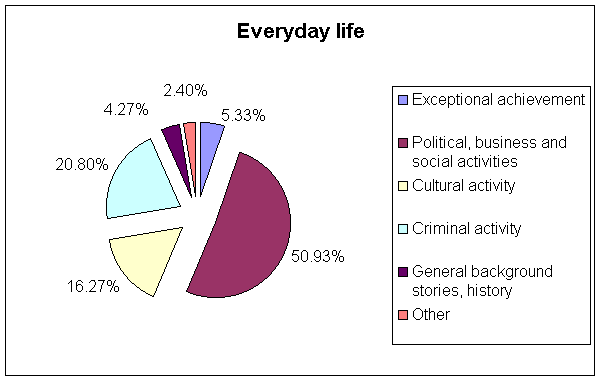 Everyday life
2.40%
4.27%
5.33%
20.80%
50.93%
16.27%
Exceptional achievement
Political, business and
social activities
Cultural activity
Criminal activity
General background
stories, history
Other